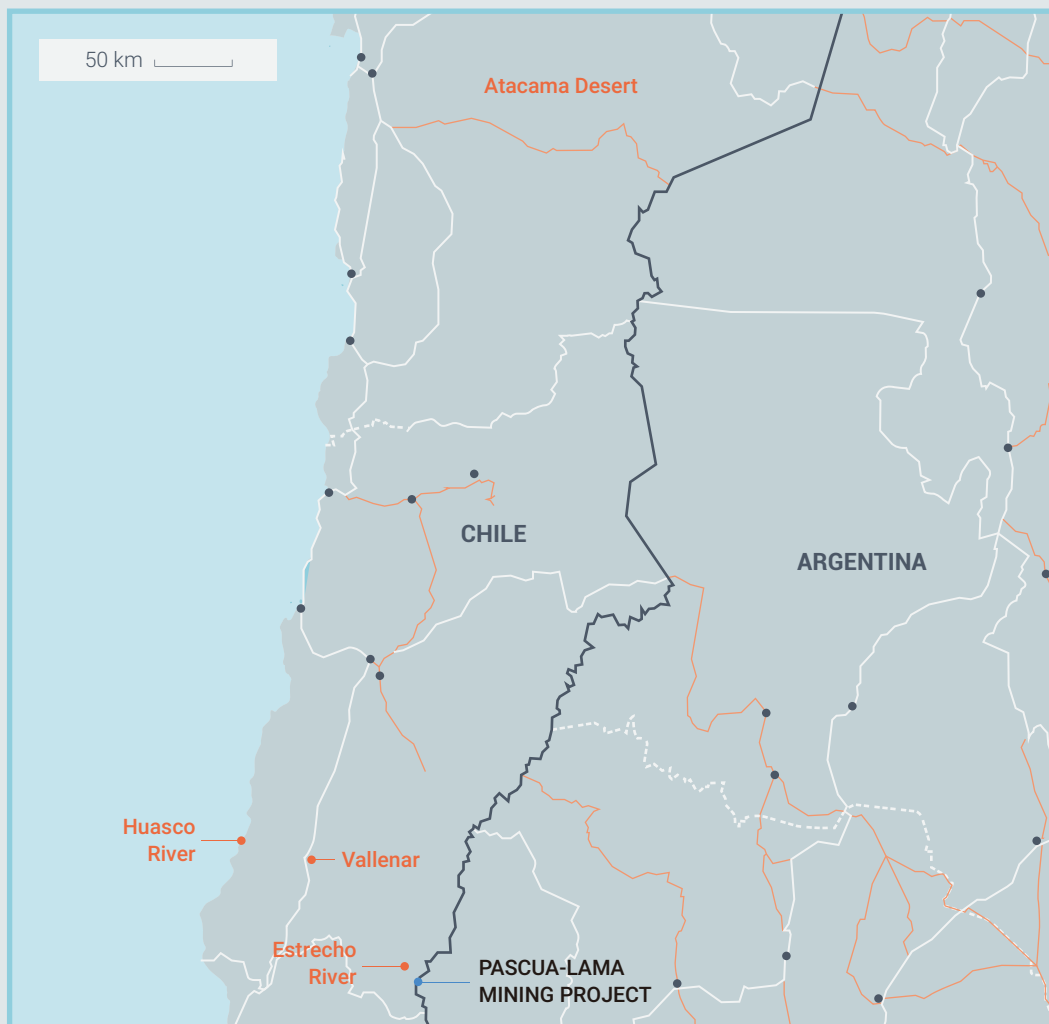 50 km
Atacama Desert
CHILE
ARGENTINA
Huasco
River
Vallenar
Estrecho
River
PASCUA-LAMA
MINING PROJECT